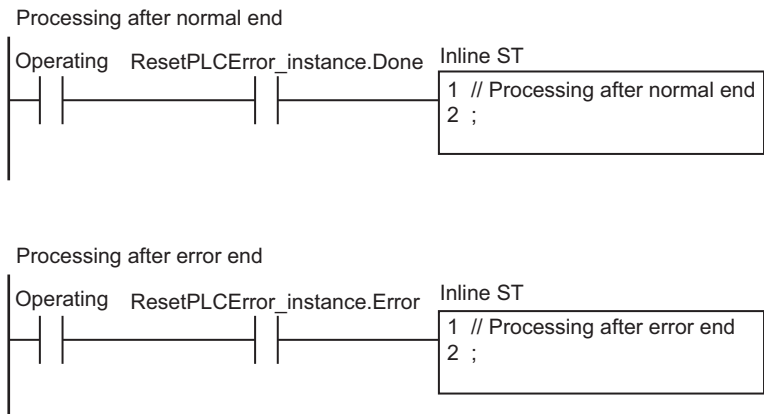 Processing after normal end
Operating ResetPLCError_instance.Done Inline ST
1 // Processing after normal end
2 ;
Processing after error end
Operating ResetPLCError_instance.Error Inline ST
1 // Processing after error end
2 ;